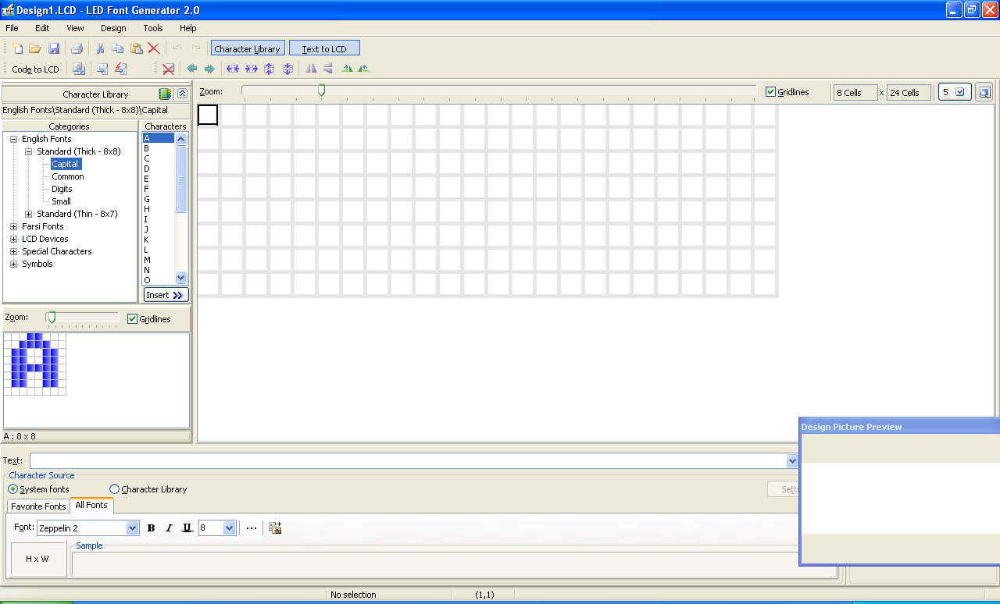 Design1.LCD - LED Font Generator 2.0
File Edit View Design Tools Help
Character Library Text to LCD
Code to LCD
Character Library
English Fonts\Standard (Thick - 8x8)\Capital
Categories Characters
English Fonts
Standard (Thick - 8x8)
Capital
Common
Digits
Small
Standard (Thin - 8x7)
Farsi Fonts
LCD Devices
Special Characters
Symbols
A
B
C
D
E
F
G
H
I
J
K
L
M
N
O
Insert
Zoom: Gridlines
A : 8 x 8
Zoom: Gridlines 8 Cells x 24 Cells 5
Design Picture Preview
Text:
Character Source
System fonts Character Library
Favorite Fonts All Fonts
Font: Zeppelin 2 B I U 8 ...
H x W
Sample
No selection (1,1)